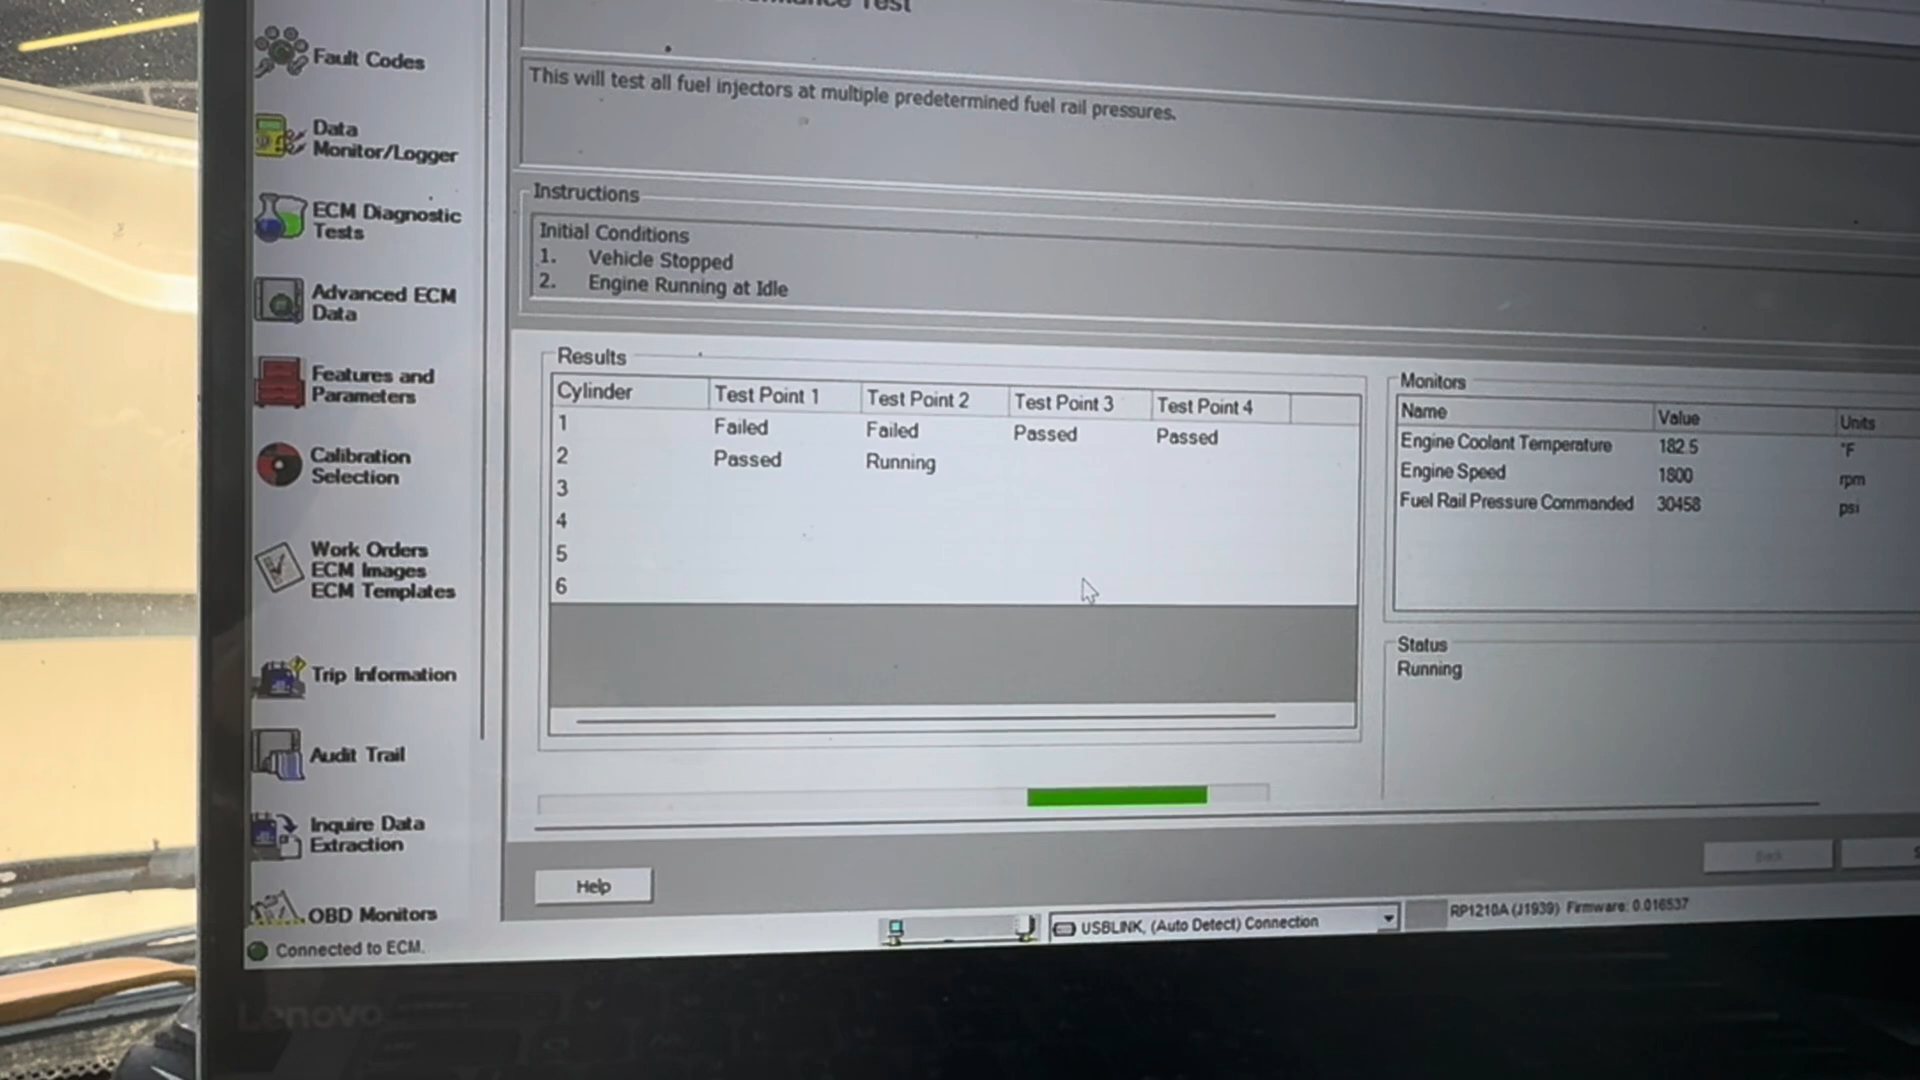 Test
Fault Codes
This will test all fuel injectors at multiple predetermined fuel rail pressures.
Data
Monitor/Logger
Instructions
ECM Diagnostic
Tests
Initial Conditions
1. Vehicle Stopped
2. Engine Running at Idle
Advanced ECM
Data
Results
Cylinder Test Point 1 Test Point 2 Test Point 3 Test Point 4
1 Failed Failed Passed Passed
2 Passed Running
3
4
5
6
Monitors
Name Value Units
Engine Coolant Temperature 182.5 °F
Engine Speed 1800 rpm
Fuel Rail Pressure Commanded 30458 psi
Features and
Parameters
Calibration
Selection
Work Orders
ECM Images
ECM Templates
Status
Running
Trip Information
Audit Trail
Inquire Data
Extraction
Back
Help
OBD Monitors
USBLINK, (Auto Detect) Connection
RP1210A (J1939) Firmware: 0.016537
Connected to ECM.
Lenovo